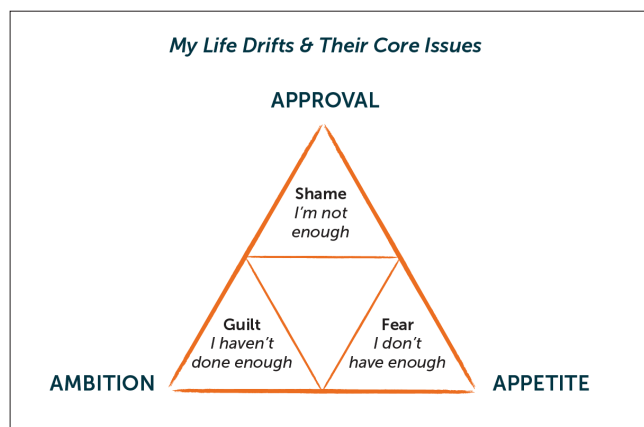 My Life Drifts & Their Core Issues
APPROVAL
Shame
I'm not
enough
Guilt
I haven't
done enough
Fear
I don't
have enough
AMBITION
APPETITE